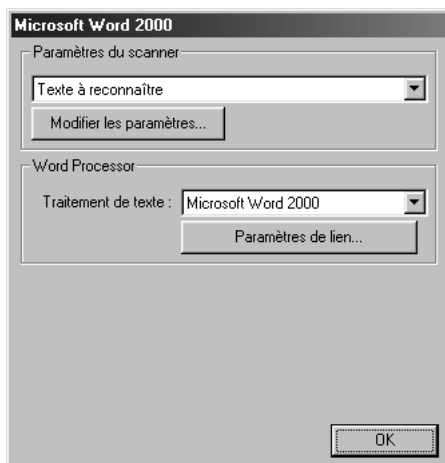 Microsoft Word 2000
Paramètres du scanner
Texte à reconnaître
Modifier les paramètres...
Word Processor
Traitement de texte : Microsoft Word 2000
Paramètres de lien...
OK